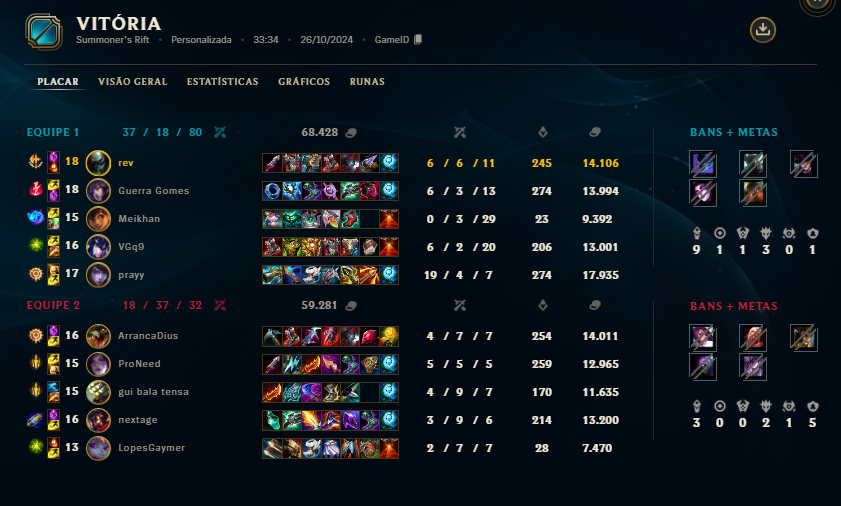 VITÓRIA
Summoner's Rift • Personalizada • 33:34 • 26/10/2024 • GameID
PLACAR VISÃO GERAL ESTATÍSTICAS GRÁFICOS RUNAS
EQUIPE 1 37 / 18 / 80 68.428 BANS + METAS
18 rev 6 / 6 / 11 245 14.106
18 Guerra Gomes 6 / 3 / 13 274 13.994
15 Meikhan 0 / 3 / 29 23 9.392
16 VGq9 6 / 2 / 20 206 13.001
9 1 1 3 0 1
17 prayy 19 / 4 / 7 274 17.935
EQUIPE 2 18 / 37 / 32 59.281 BANS + METAS
16 ArrancaDius 4 / 7 / 7 254 14.011
15 ProNeed 5 / 5 / 5 259 12.965
15 gui bala tensa 4 / 9 / 7 170 11.635
16 nextage 3 / 9 / 6 214 13.200
3 0 0 2 1 5
13 LopesGaymer 2 / 7 / 7 28 7.470